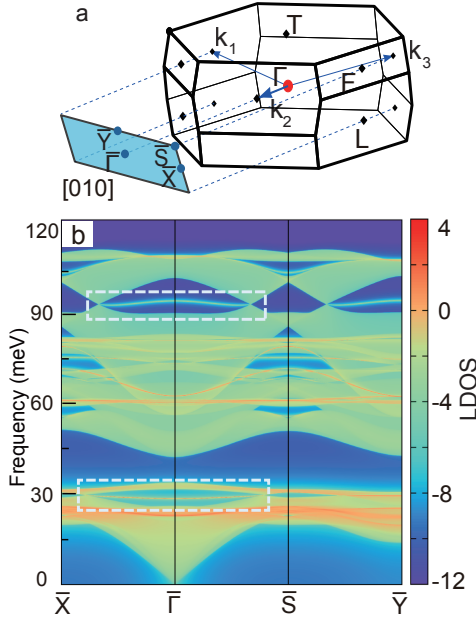 a
T
k1
Γ
k3
F
k2
L
Ȳ
Γ̄
S̄
X̄
[010]
b
120
90
60
30
0
Frequency (meV)
X̄ Γ̄ S̄ Ȳ
4
0
-4
-8
-12
LDOS